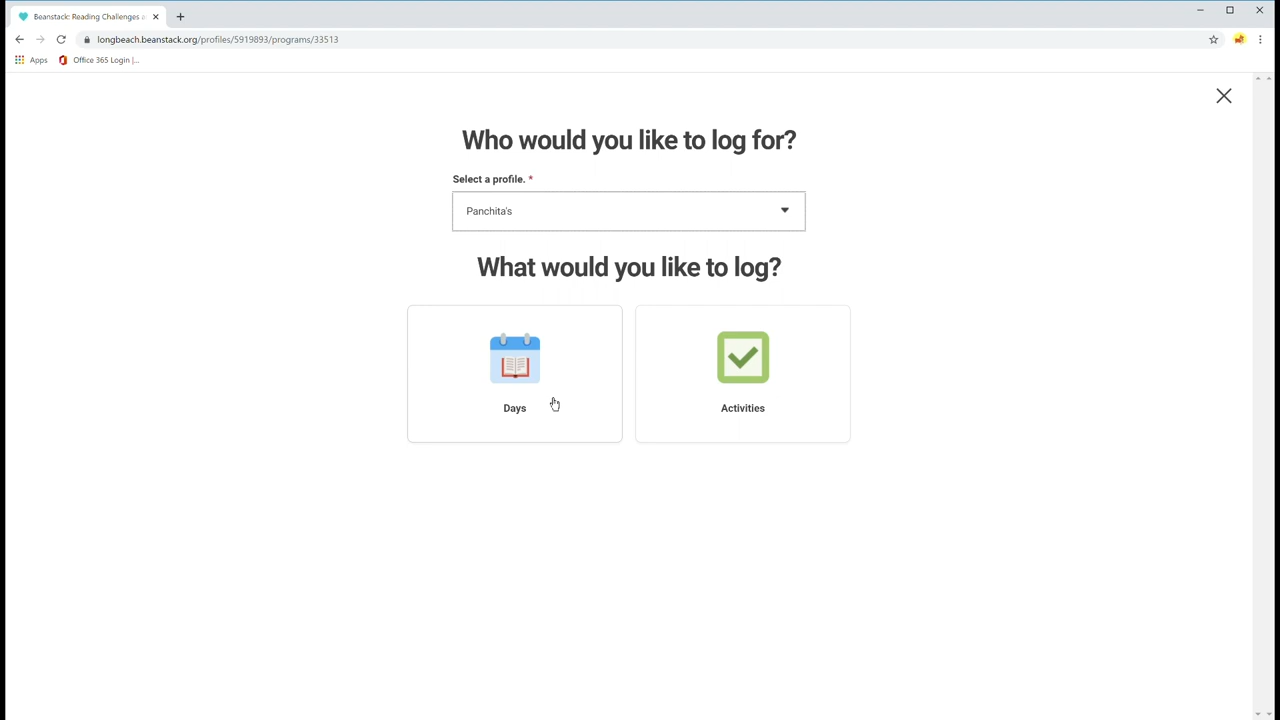 Beanstack: Reading Challenges a
longbeach.beanstack.org/profiles/5919893/programs/33513
Apps
Office 365 Login |...
Who would you like to log for?
Select a profile. *
Panchita's
What would you like to log?
Days
Activities